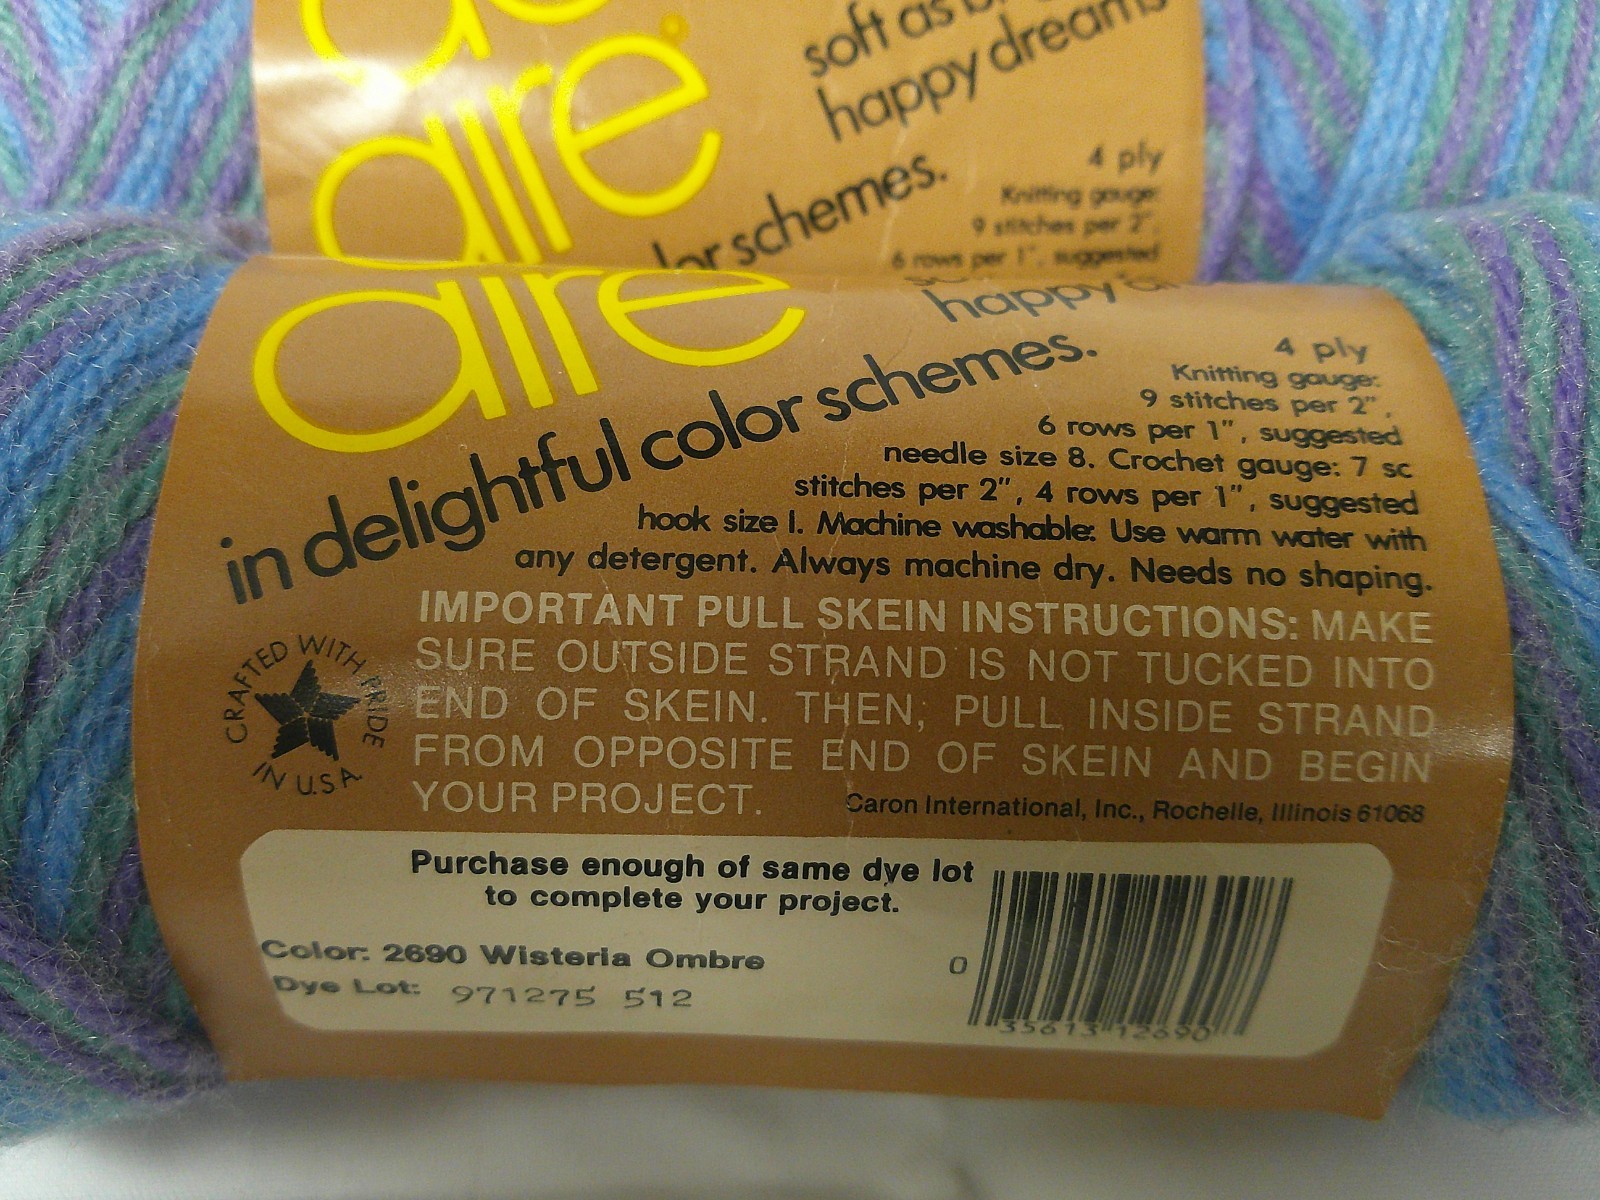 aire
soft as
happy dreams
lor schemes.
4 ply
Knitting gauge:
9 stitches per 2",
6 rows per 1", suggested
aire
happy
in delightful color schemes.
4 ply
Knitting gauge:
9 stitches per 2",
6 rows per 1", suggested
needle size 8. Crochet gauge: 7 sc
stitches per 2", 4 rows per 1", suggested
hook size I. Machine washable: Use warm water with
any detergent. Always machine dry. Needs no shaping.
IMPORTANT PULL SKEIN INSTRUCTIONS: MAKE
SURE OUTSIDE STRAND IS NOT TUCKED INTO
END OF SKEIN. THEN, PULL INSIDE STRAND
FROM OPPOSITE END OF SKEIN AND BEGIN
YOUR PROJECT.
CRAFTED WITH PRIDE
IN U.S.A.
Caron International, Inc., Rochelle, Illinois 61068
Purchase enough of same dye lot
to complete your project.
Color: 2690 Wisteria Ombre
Dye Lot: 971275 512
0 35613 12690